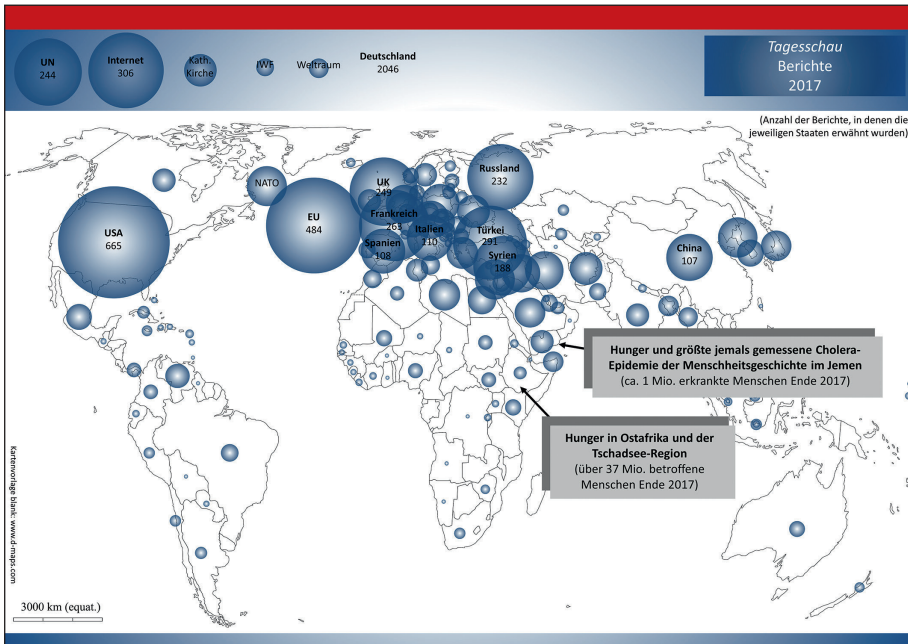 UN
244
Internet
306
Kath.
Kirche
IWF
Weltraum
Deutschland
2046
Tagesschau
Berichte
2017
(Anzahl der Berichte, in denen die
jeweiligen Staaten erwähnt wurden)
NATO
USA
665
EU
484
UK
249
Russland
232
Frankreich
263
Italien
110
Türkei
291
Spanien
108
Syrien
188
China
107
Hunger und größte jemals gemessene Cholera-
Epidemie der Menschheitsgeschichte im Jemen
(ca. 1 Mio. erkrankte Menschen Ende 2017)
Hunger in Ostafrika und der
Tschadsee-Region
(über 37 Mio. betroffene
Menschen Ende 2017)
Kartenvorlage blank: www.d-maps.com
3000 km (equat.)